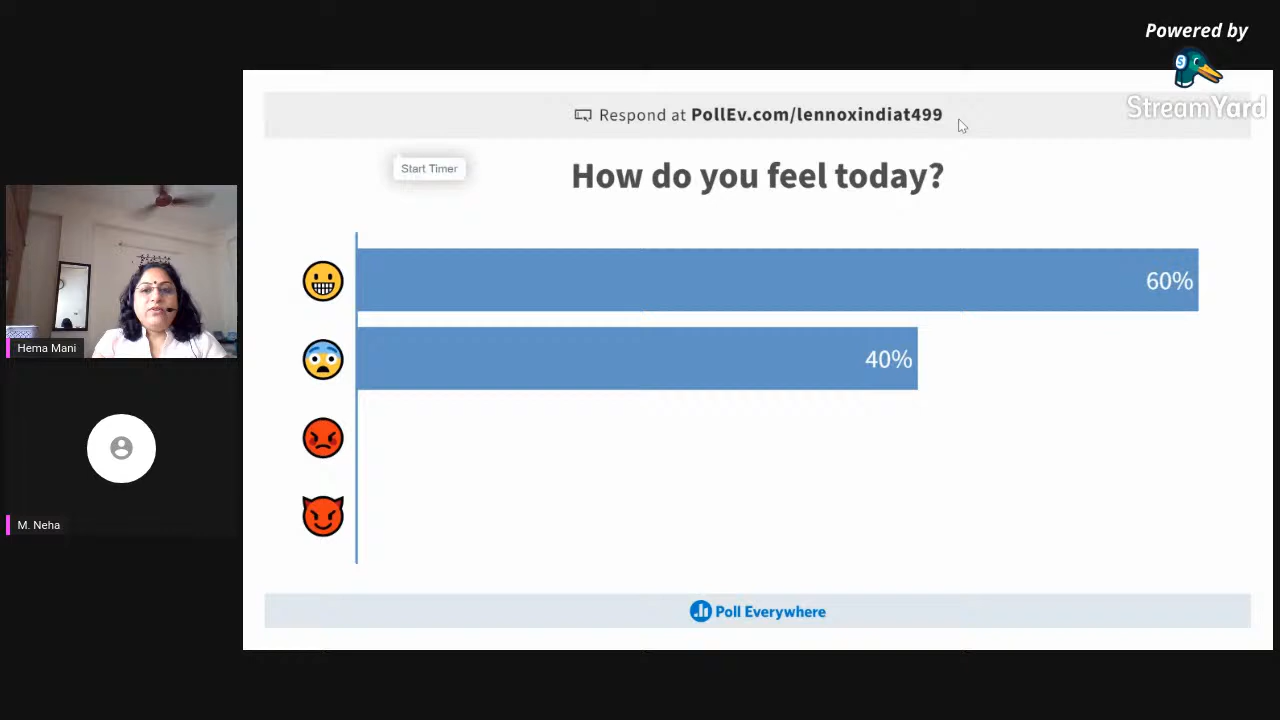 Powered by
StreamYard
Respond at PollEv.com/lennoxindiat499
Start Timer
How do you feel today?
60%
40%
Hema Mani
M. Neha
Poll Everywhere